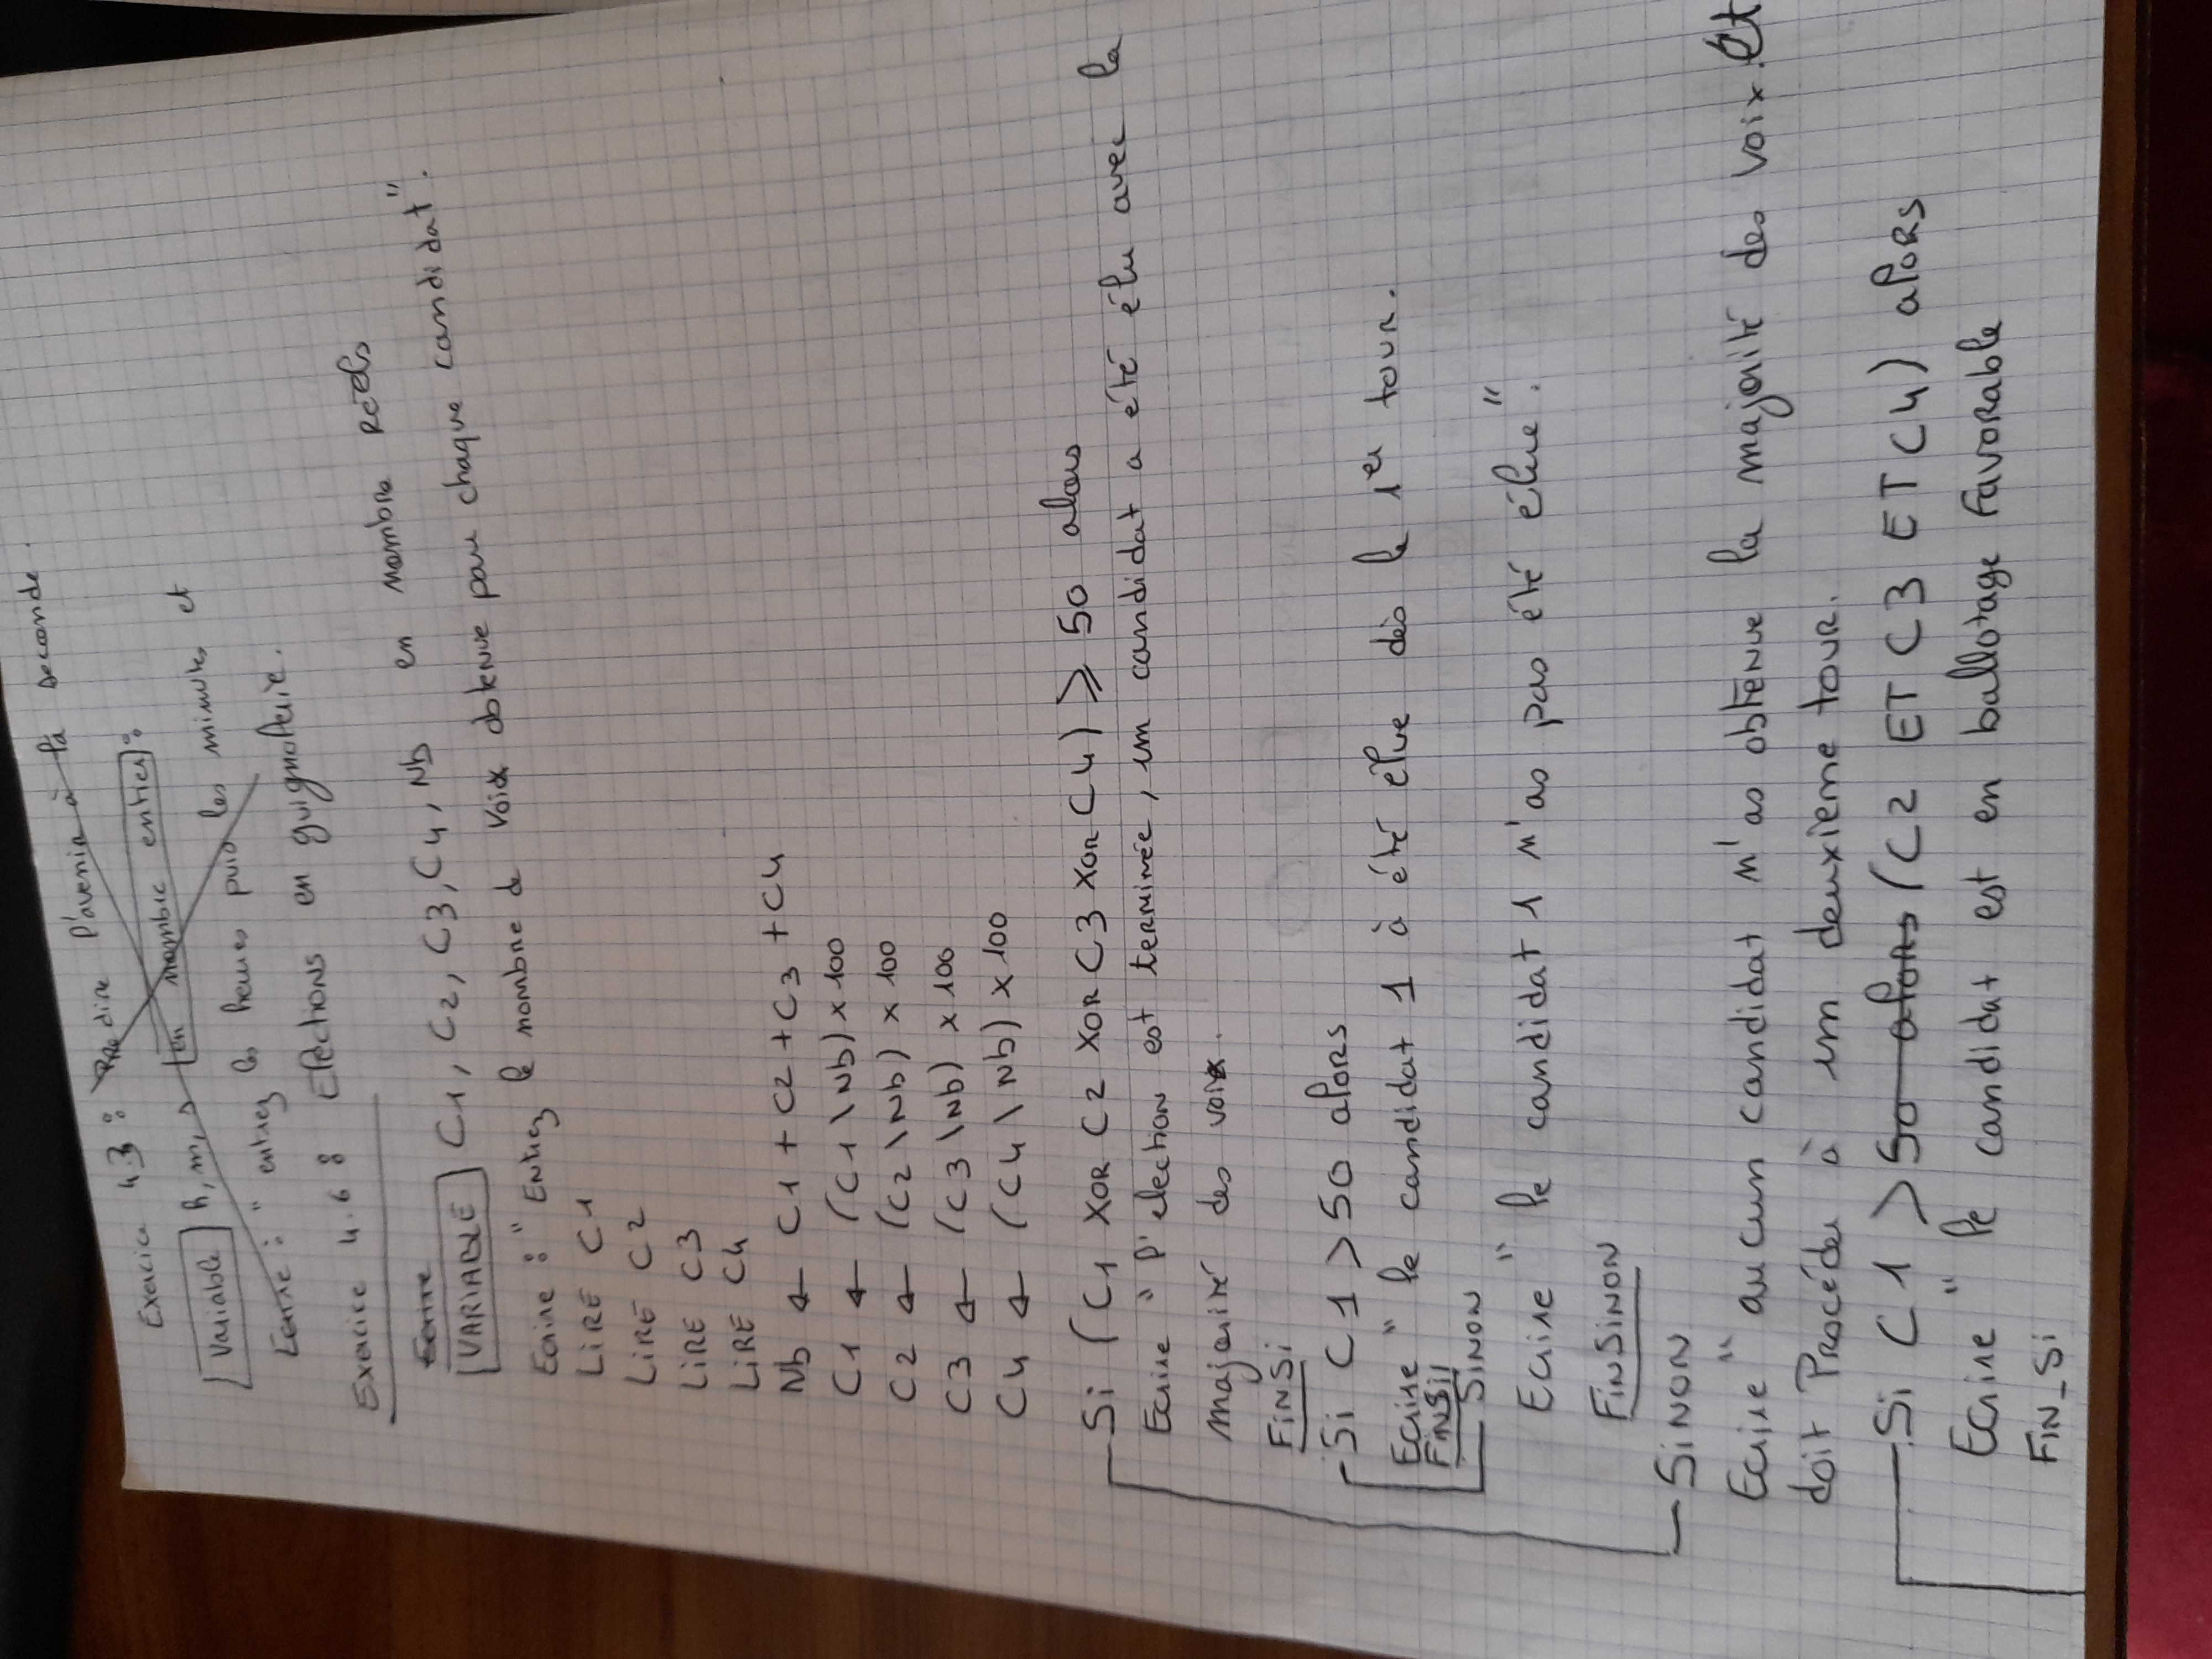 Exercice 4.3 : Predire l'avenir à la seconde.
Variable h, m, s en nombre entier :
Ecrire : " entrez les heures puis les minutes et
Exercice 4.6 : Elections en guignolerie.
Ecrire
VARIABLE C1, C2, C3, C4, Nb en nombre Réels
Ecrire : " Entrez le nombre de voix obtenue par chaque candidat".
LIRE C1
LIRE C2
LIRE C3
LIRE C4
Nb ← C1 + C2 + C3 + C4
C1 ← (C1 \ Nb) x 100
C2 ← (C2 \ Nb) x 100
C3 ← (C3 \ Nb) x 100
C4 ← (C4 \ Nb) x 100
Si (C1 XOR C2 XOR C3 XOR C4) ⩾ 50 alors
Ecrire " l'election est terminée, un candidat a été élu avec la
majorité des voix.
FINSi
Si C1 > 50 alors
Ecrire " le candidat 1 à été élue dès le 1er tour.
FINSi
SINON
Ecrire " le candidat 1 n'as pas été élue".
FINSINON
SINON
Ecrire " aucun candidat n'as obtenue la majorité des voix. Et
doit Procéder à un deuxieme tour.
Si C1 > 50 alors (C2 ET C3 ET C4) alors
Ecrire " le candidat est en ballotage Favorable
FIN_Si